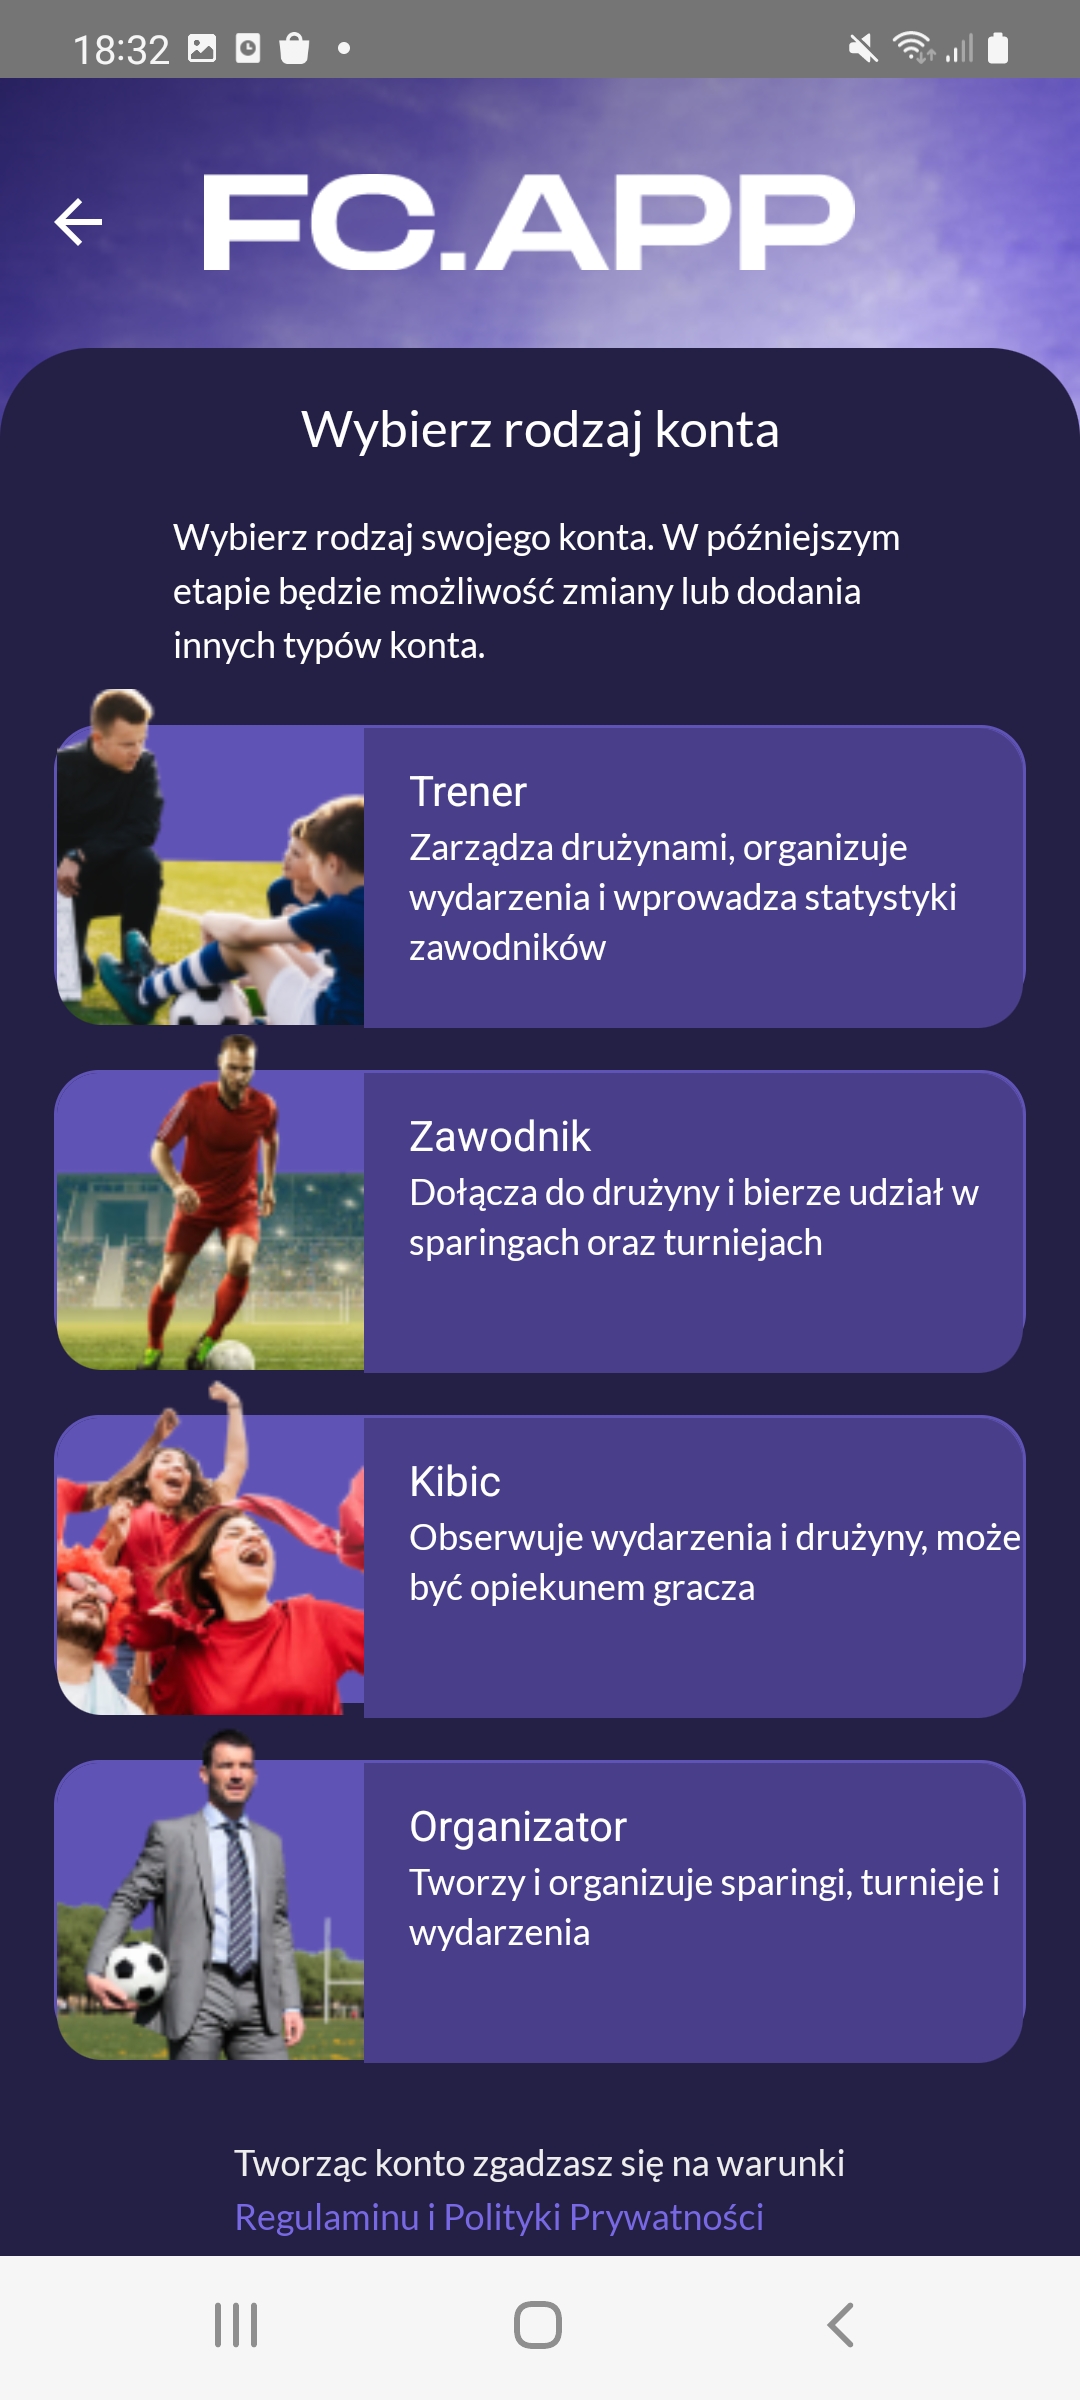 18:32
FC.APP
Wybierz rodzaj konta
Wybierz rodzaj swojego konta. W późniejszym
etapie będzie możliwość zmiany lub dodania
innych typów konta.
Trener
Zarządza drużynami, organizuje
wydarzenia i wprowadza statystyki
zawodników
Zawodnik
Dołącza do drużyny i bierze udział w
sparingach oraz turniejach
Kibic
Obserwuje wydarzenia i drużyny, może
być opiekunem gracza
Organizator
Tworzy i organizuje sparingi, turnieje i
wydarzenia
Tworząc konto zgadzasz się na warunki
Regulaminu i Polityki Prywatności